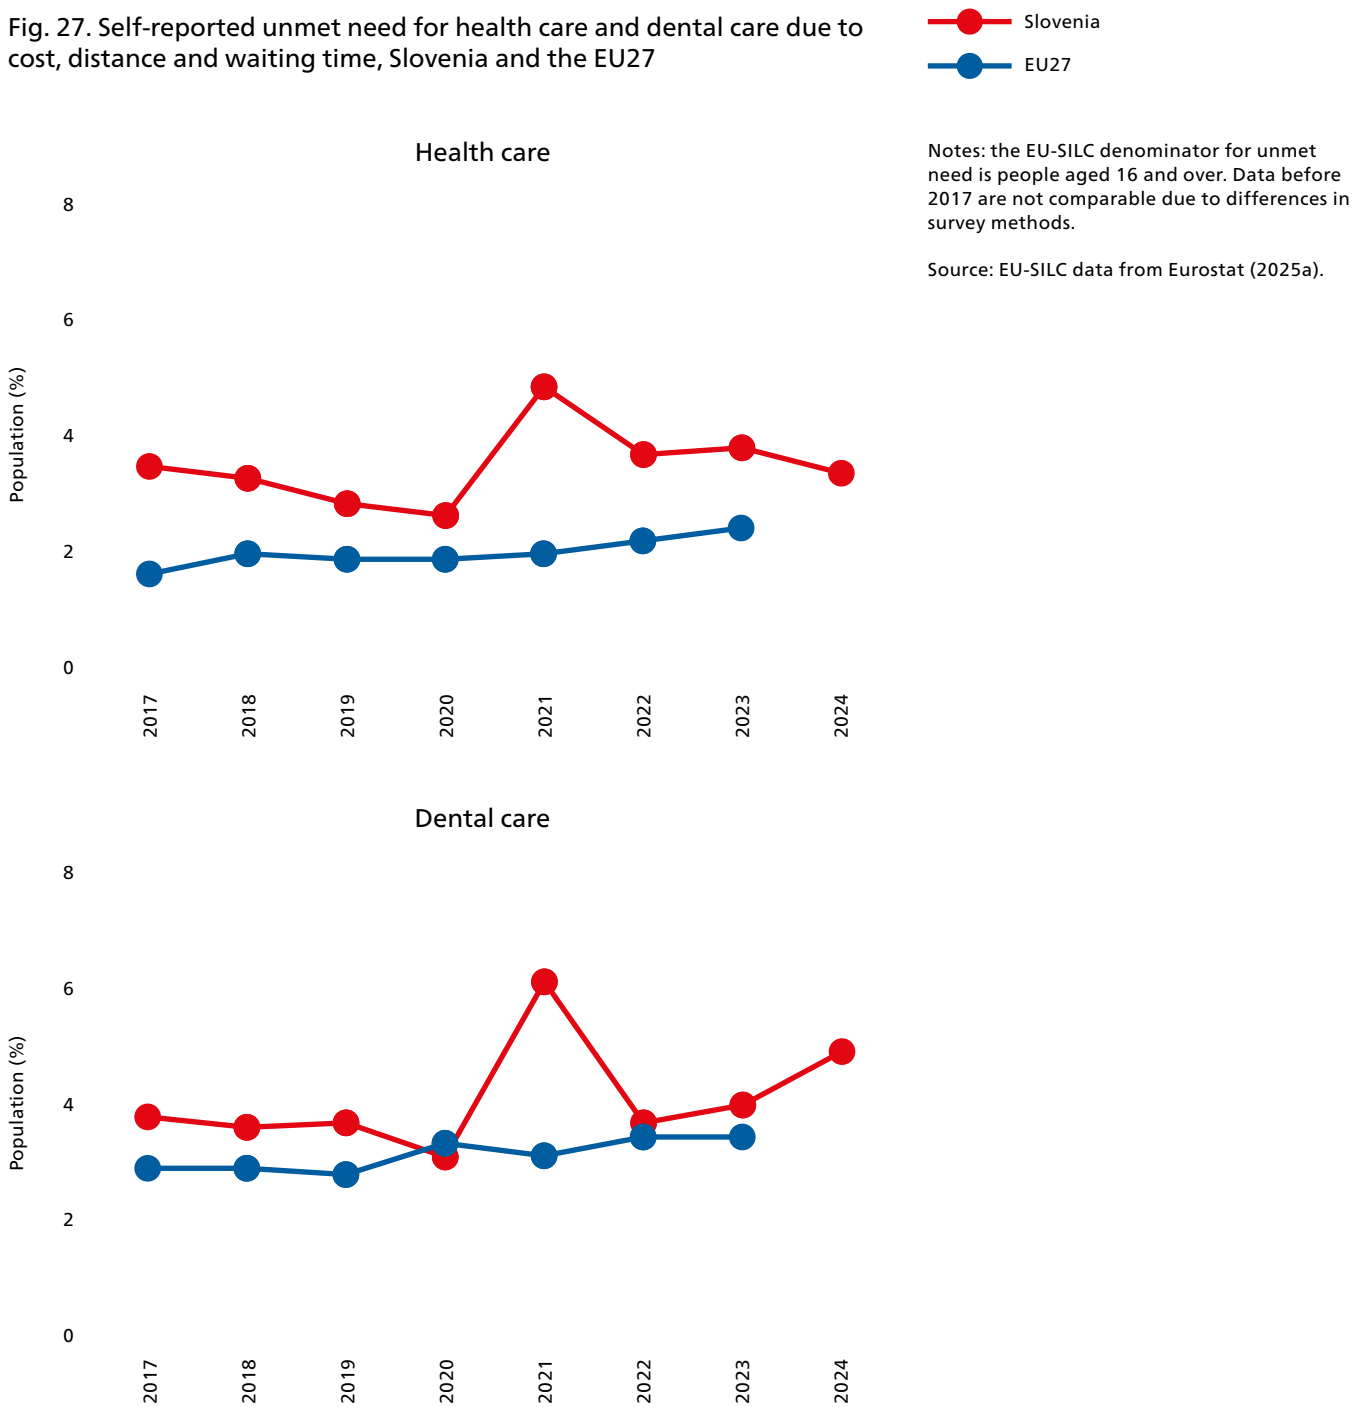 Fig. 27. Self-reported unmet need for health care and dental care due to
cost, distance and waiting time, Slovenia and the EU27
Slovenia
EU27
Notes: the EU-SILC denominator for unmet
need is people aged 16 and over. Data before
2017 are not comparable due to differences in
survey methods.
Source: EU-SILC data from Eurostat (2025a).
Health care
Population (%)
8
6
4
2
0
2017
2018
2019
2020
2021
2022
2023
2024
Dental care
Population (%)
8
6
4
2
0
2017
2018
2019
2020
2021
2022
2023
2024